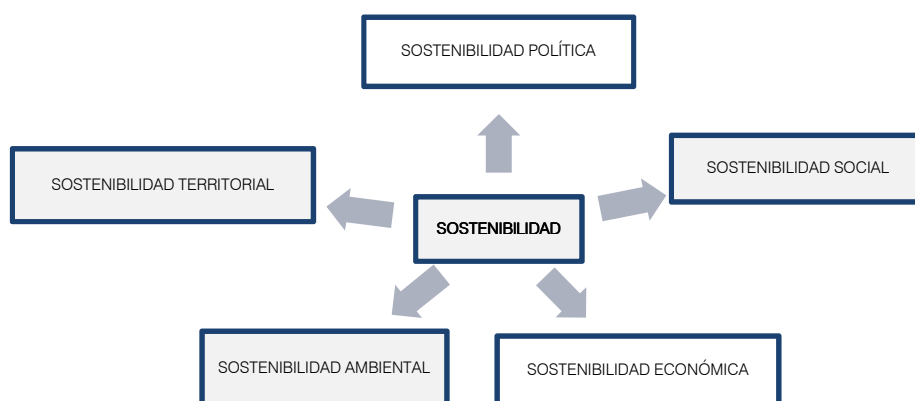 SOSTENIBILIDAD POLÍTICA
SOSTENIBILIDAD SOCIAL
SOSTENIBILIDAD TERRITORIAL
SOSTENIBILIDAD
SOSTENIBILIDAD AMBIENTAL
SOSTENIBILIDAD ECONÓMICA